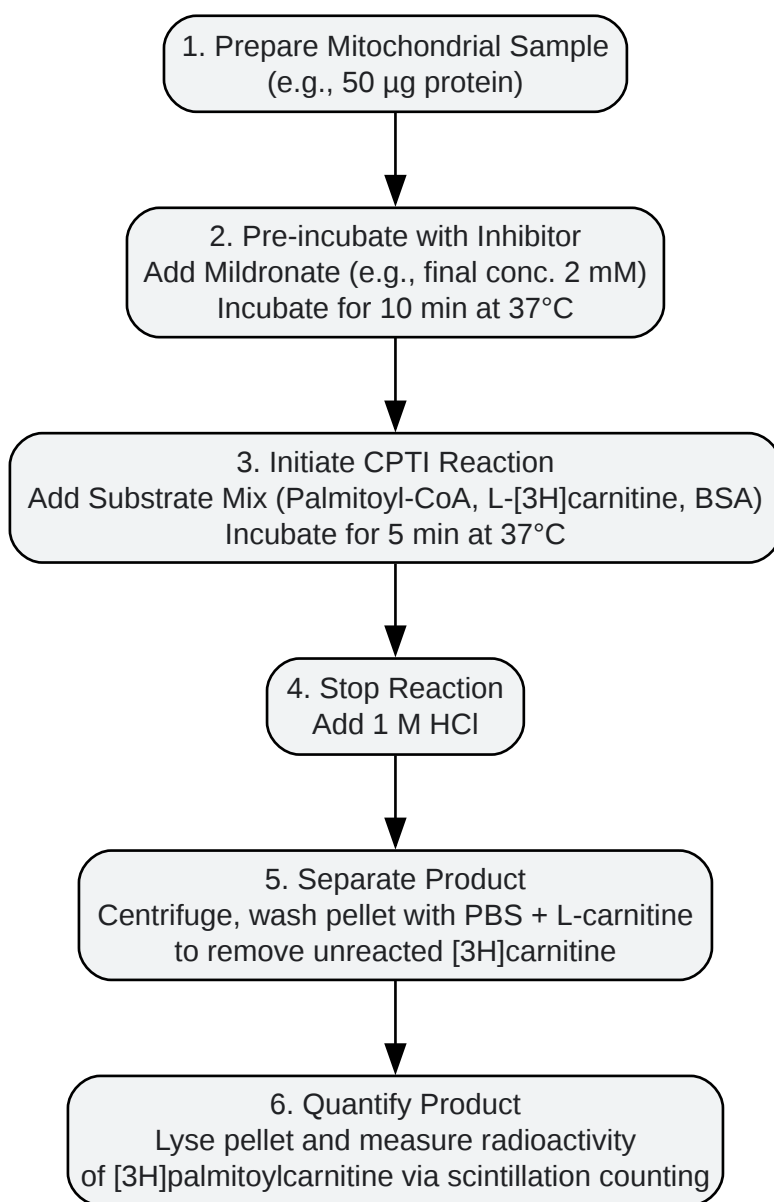 1. Prepare Mitochondrial Sample
(e.g., 50 µg protein)
2. Pre-incubate with Inhibitor
Add Mildronate (e.g., final conc. 2 mM)
Incubate for 10 min at 37°C
3. Initiate CPTI Reaction
Add Substrate Mix (Palmitoyl-CoA, L-[3H]carnitine, BSA)
Incubate for 5 min at 37°C
4. Stop Reaction
Add 1 M HCl
5. Separate Product
Centrifuge, wash pellet with PBS + L-carnitine
to remove unreacted [3H]carnitine
6. Quantify Product
Lyse pellet and measure radioactivity
of [3H]palmitoylcarnitine via scintillation counting